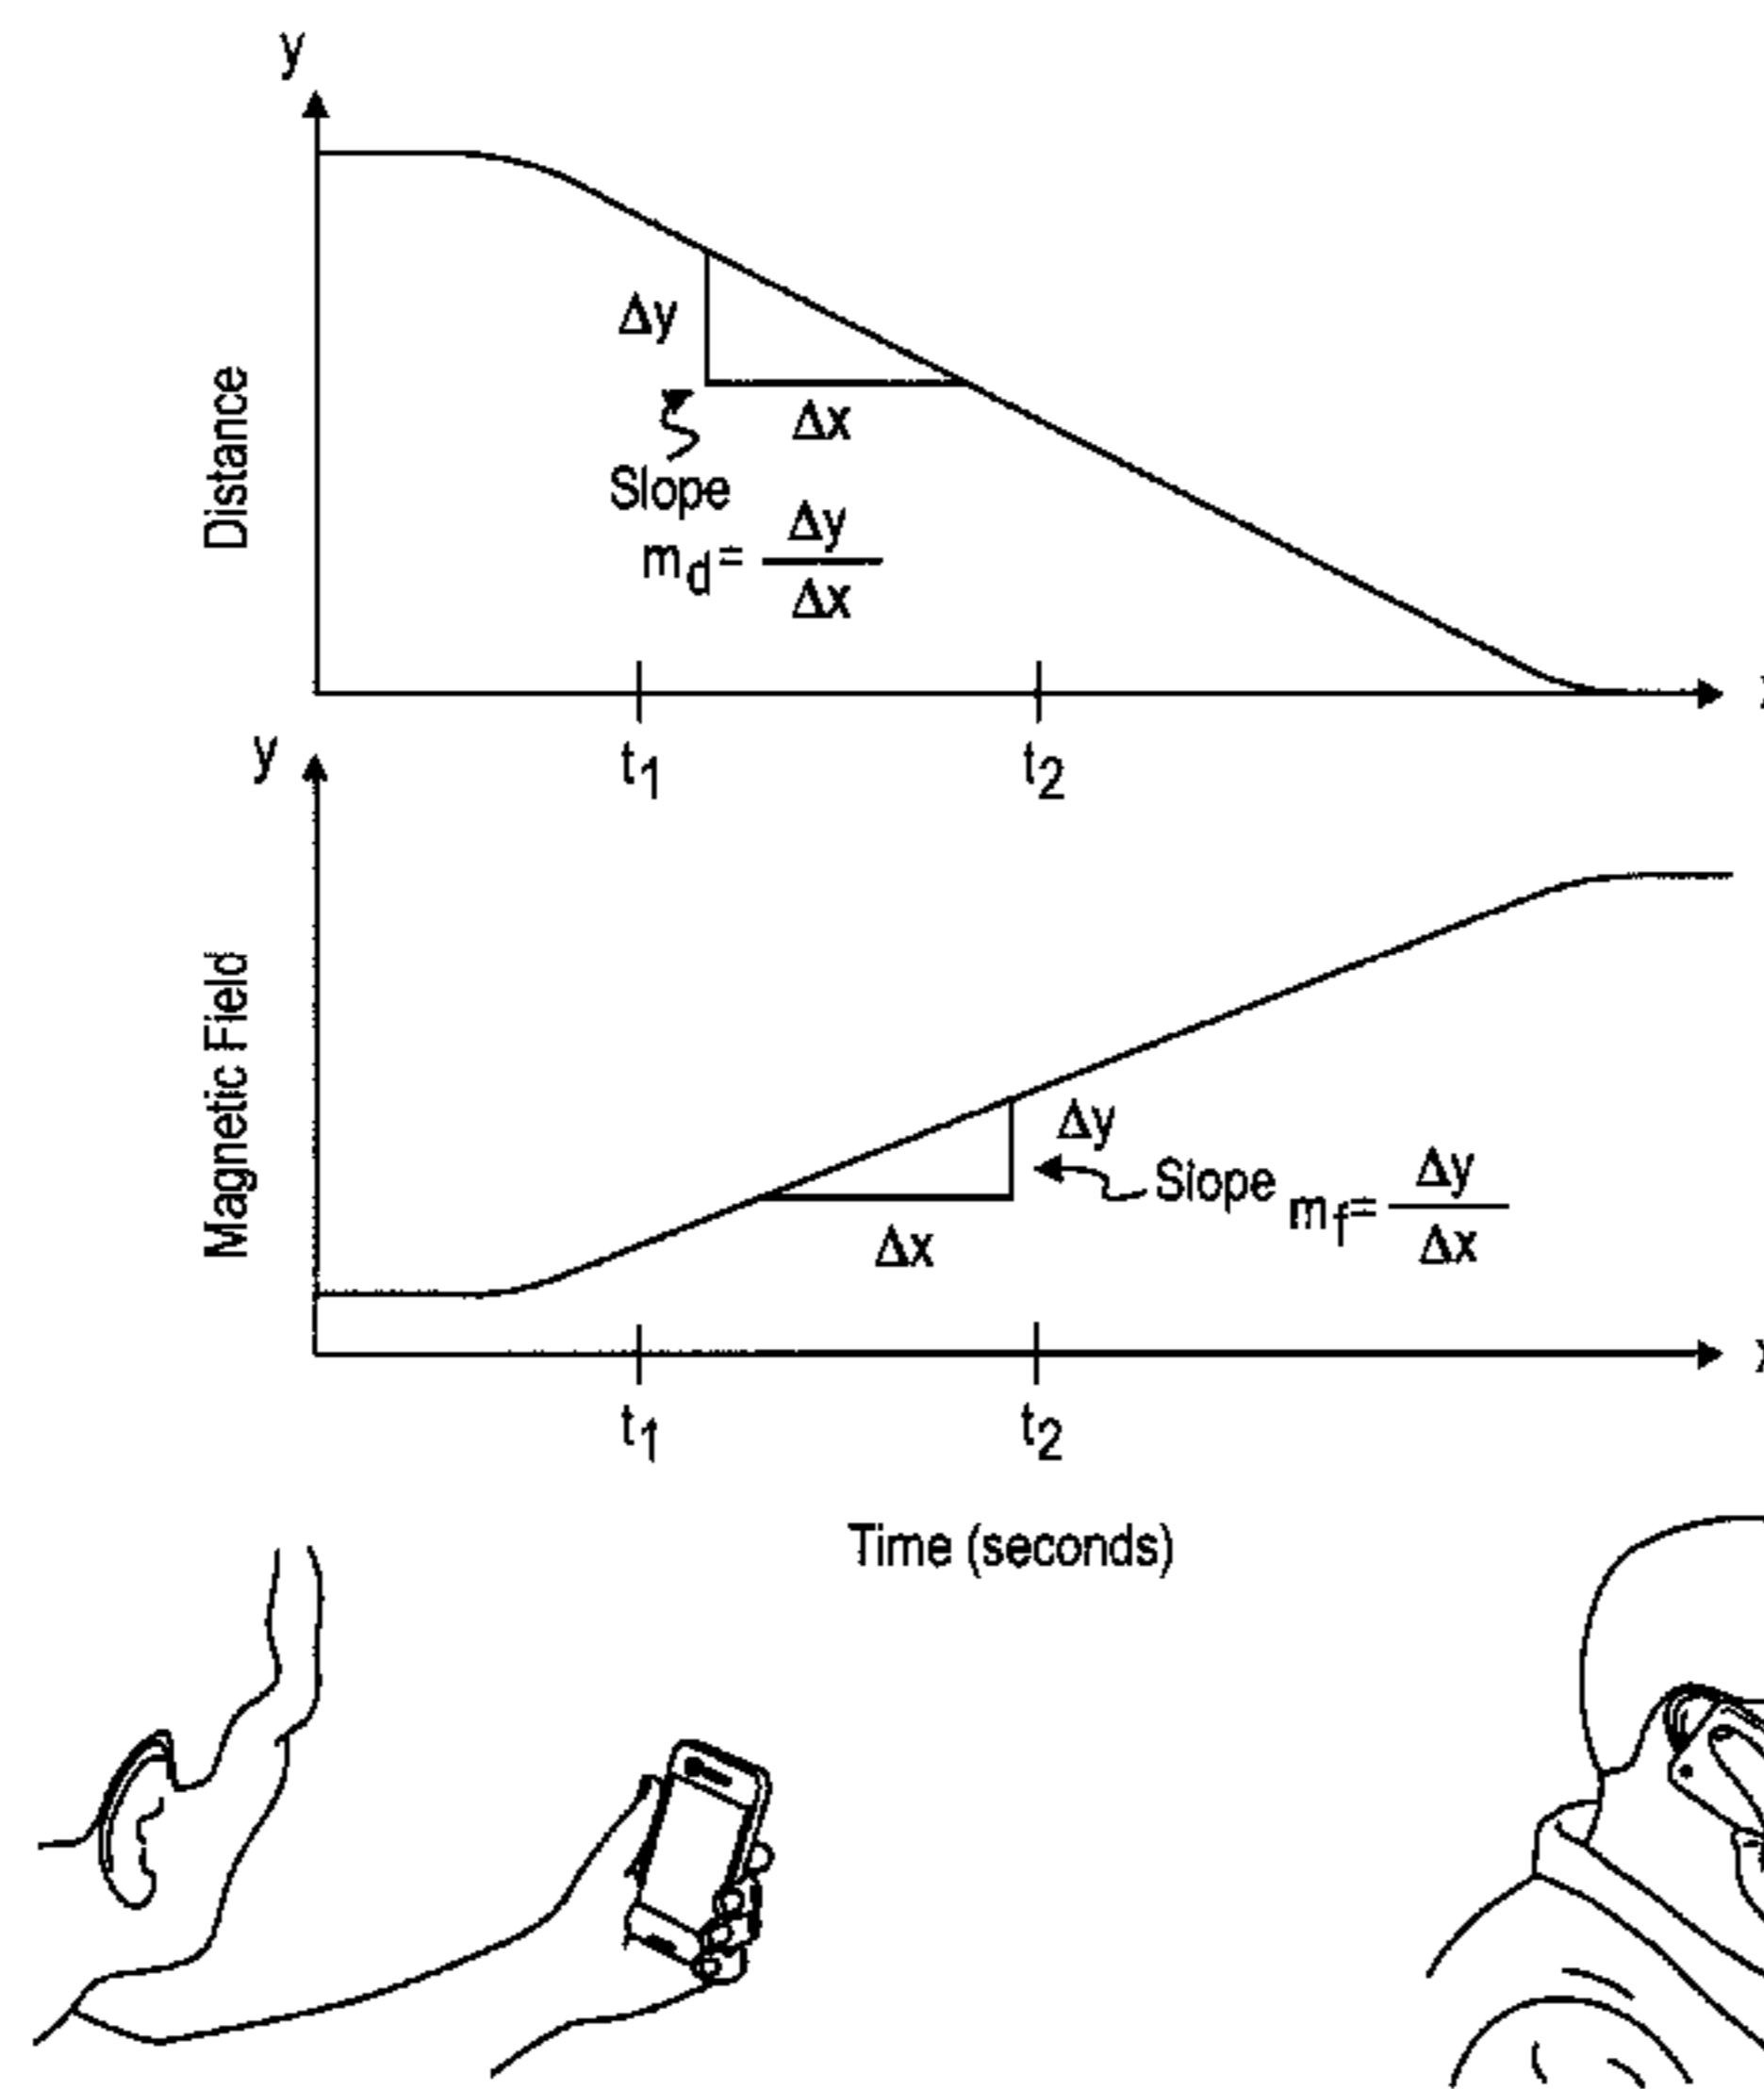 y
Distance
Δy
Δx
Slope
m_d = Δy/Δx
t1 t2
y
Magnetic Field
Δy
Slope m_f = Δy/Δx
Δx
x
t1 t2
Time (seconds)